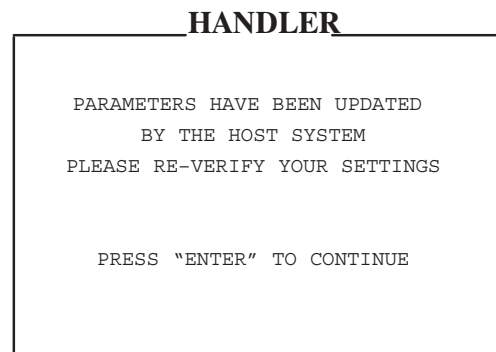 HANDLER
PARAMETERS HAVE BEEN UPDATED
BY THE HOST SYSTEM
PLEASE RE-VERIFY YOUR SETTINGS
PRESS “ENTER” TO CONTINUE